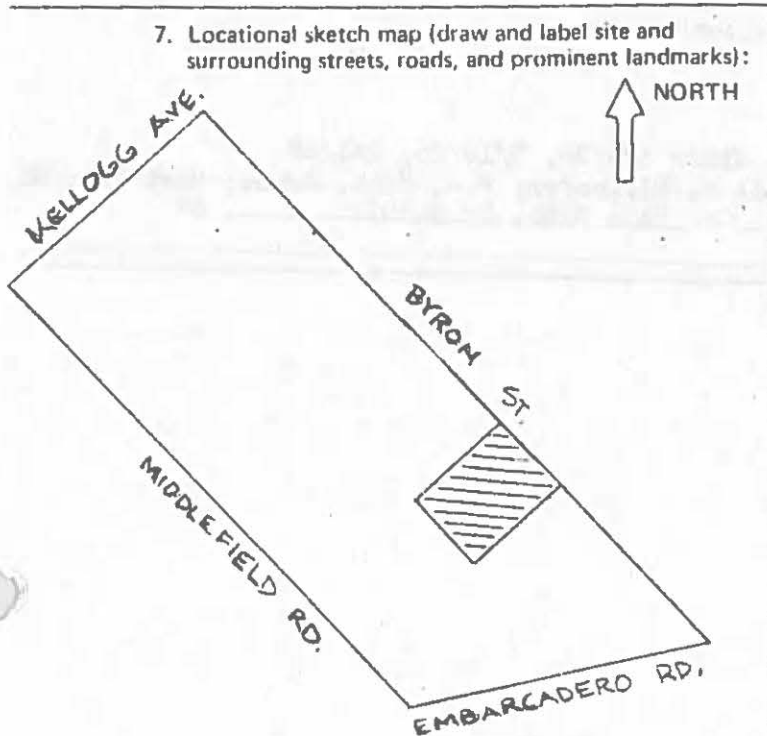 7. Locational sketch map (draw and label site and
surrounding streets, roads, and prominent landmarks):
NORTH
KELLOGG AVE.
BYRON ST
MIDDLEFIELD RD.
EMBARCADERO RD.